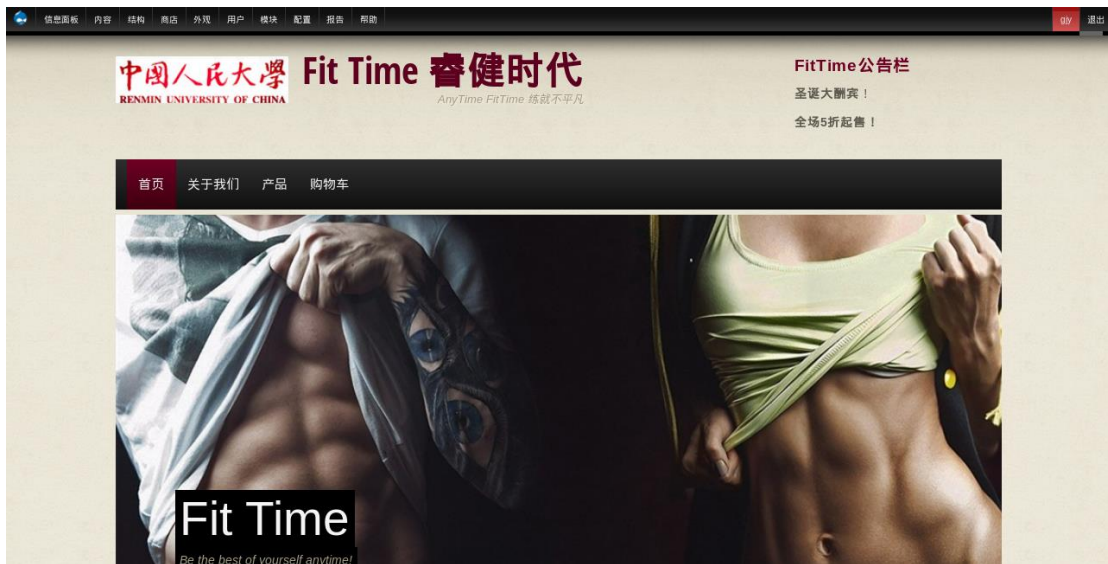 信息面板 内容 结构 商店 外观 用户 模块 配置 报告 帮助 gjy 退出
中國人民大學
RENMIN UNIVERSITY OF CHINA
Fit Time 睿健时代
AnyTime FitTime 练就不平凡
FitTime公告栏
圣诞大酬宾！
全场5折起售！
首页 关于我们 产品 购物车
Fit Time
Be the best of yourself anytime!